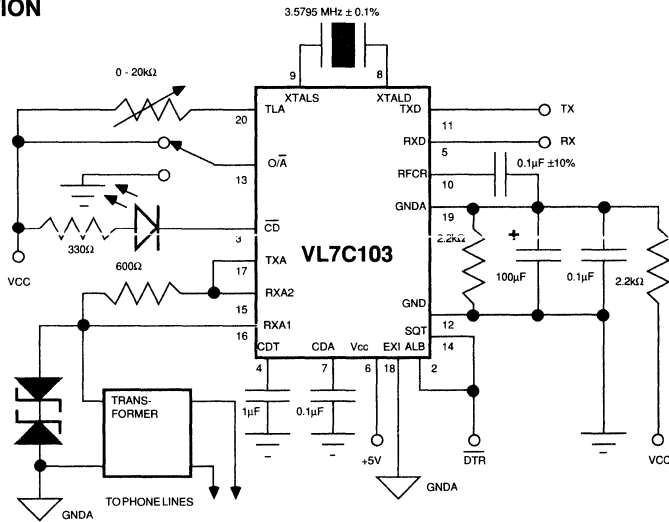 ION
3.5795 MHz ± 0.1%
0 - 20kΩ
9
8
XTALS
XTALD
TLA
20
TXD
11
TX
RXD
5
RX
O/A̅
13
RFCR
10
0.1µF ±10%
GNDA
19
C̅D̅
3
330Ω
VCC
VL7C103
2.2kΩ
+
100µF
0.1µF
2.2kΩ
TXA
17
600Ω
RXA2
15
RXA1
16
GND
12
SQT
14
CDT
CDA
Vcc
EXI
ALB
4
7
6
18
2
1µF
0.1µF
+5V
D̅T̅R̅
VCC
GNDA
TRANS-
FORMER
TO PHONE LINES
GNDA